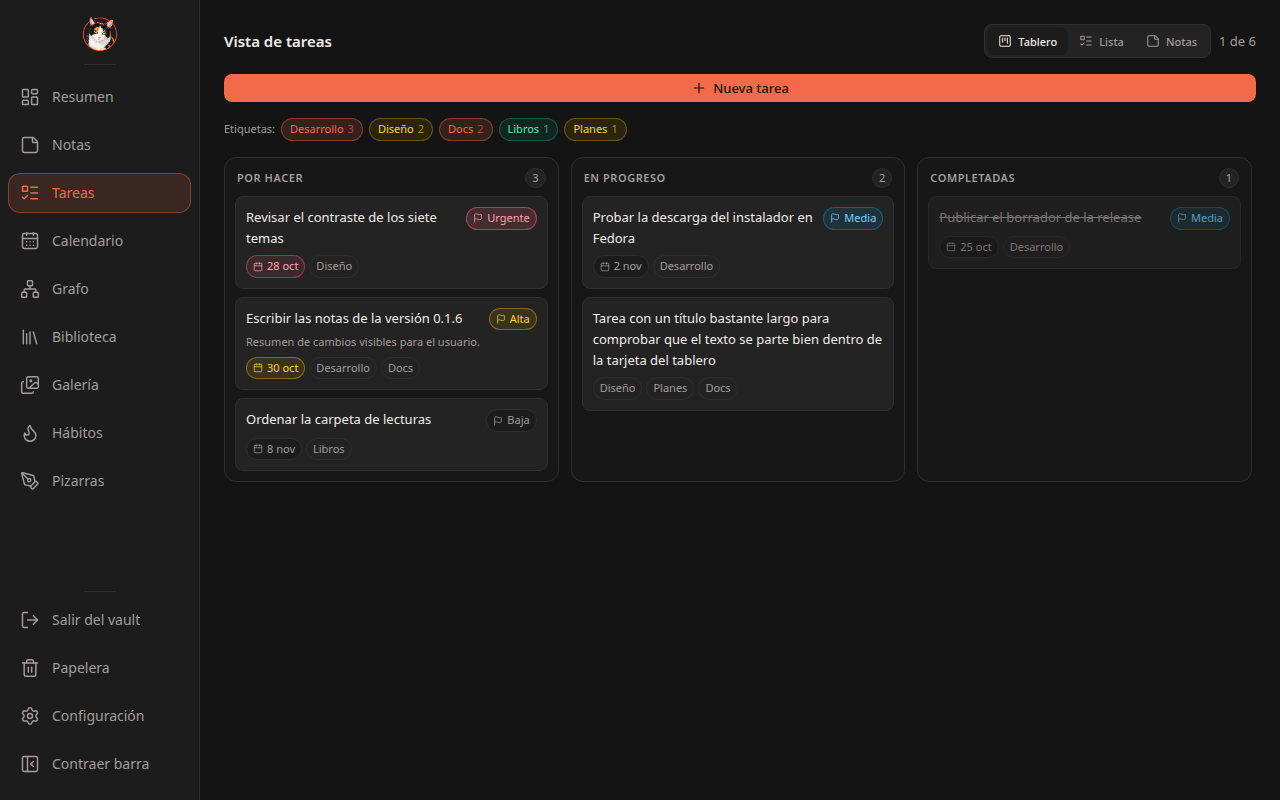 Resumen
Notas
Tareas
Calendario
Grafo
Biblioteca
Galería
Hábitos
Pizarras
Salir del vault
Papelera
Configuración
Contraer barra
Vista de tareas
Tablero
Lista
Notas
1 de 6
Nueva tarea
Etiquetas: Desarrollo 3 Diseño 2 Docs 2 Libros 1 Planes 1
POR HACER 3
Revisar el contraste de los siete
temas
Urgente
28 oct Diseño
Escribir las notas de la versión 0.1.6
Alta
Resumen de cambios visibles para el usuario.
30 oct Desarrollo Docs
Ordenar la carpeta de lecturas
Baja
8 nov Libros
EN PROGRESO 2
Probar la descarga del instalador en
Fedora
Media
2 nov Desarrollo
Tarea con un título bastante largo para
comprobar que el texto se parte bien dentro de
la tarjeta del tablero
Diseño Planes Docs
COMPLETADAS 1
Publicar el borrador de la release
Media
25 oct Desarrollo